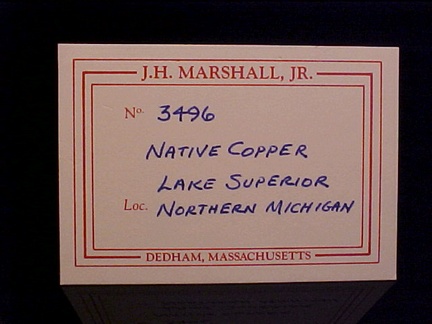 J.H. MARSHALL, JR.
No. 3496
NATIVE COPPER
LAKE SUPERIOR
Loc. NORTHERN MICHIGAN
DEDHAM, MASSACHUSETTS